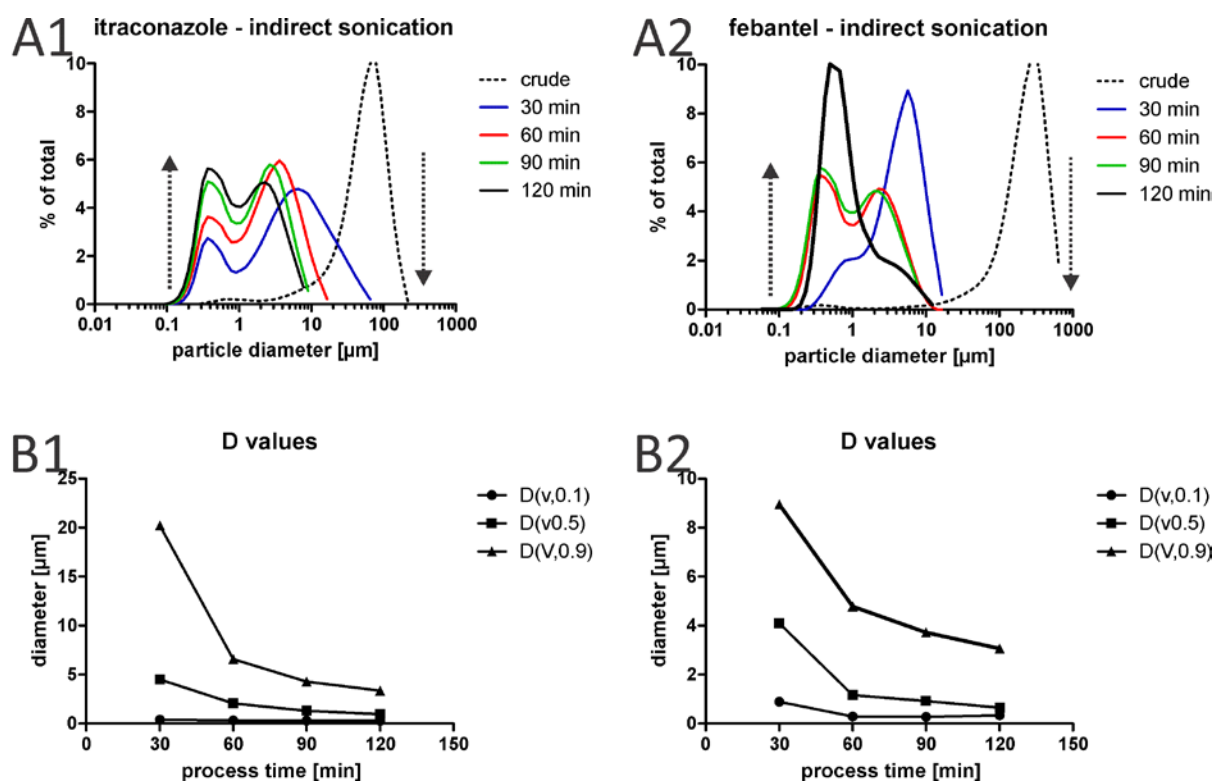 A1
itraconazole - indirect sonication
10
8
6
4
2
0
% of total
0.01 0.1 1 10 100 1000
particle diameter [µm]
crude
30 min
60 min
90 min
120 min
A2
febantel - indirect sonication
10
8
6
4
2
0
% of total
0.01 0.1 1 10 100 1000
particle diameter [µm]
crude
30 min
60 min
90 min
120 min
B1
D values
25
20
15
10
5
0
diameter [µm]
0 30 60 90 120 150
process time [min]
D(v,0.1)
D(v0.5)
D(V,0.9)
B2
D values
10
8
6
4
2
0
diameter [µm]
0 30 60 90 120 150
process time [min]
D(v,0.1)
D(v0.5)
D(V,0.9)